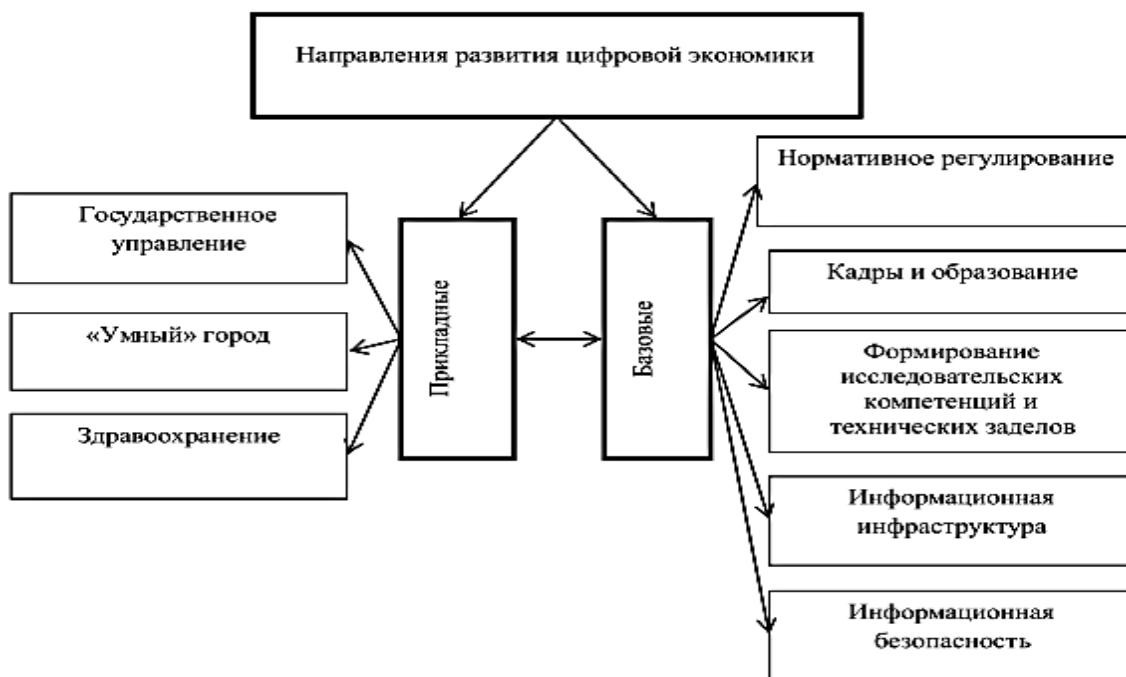 Направления развития цифровой экономики
Государственное
управление
«Умный» город
Здравоохранение
Прикладные
Базовые
Нормативное регулирование
Кадры и образование
Формирование
исследовательских
компетенций и
технических заделов
Информационная
инфраструктура
Информационная
безопасность